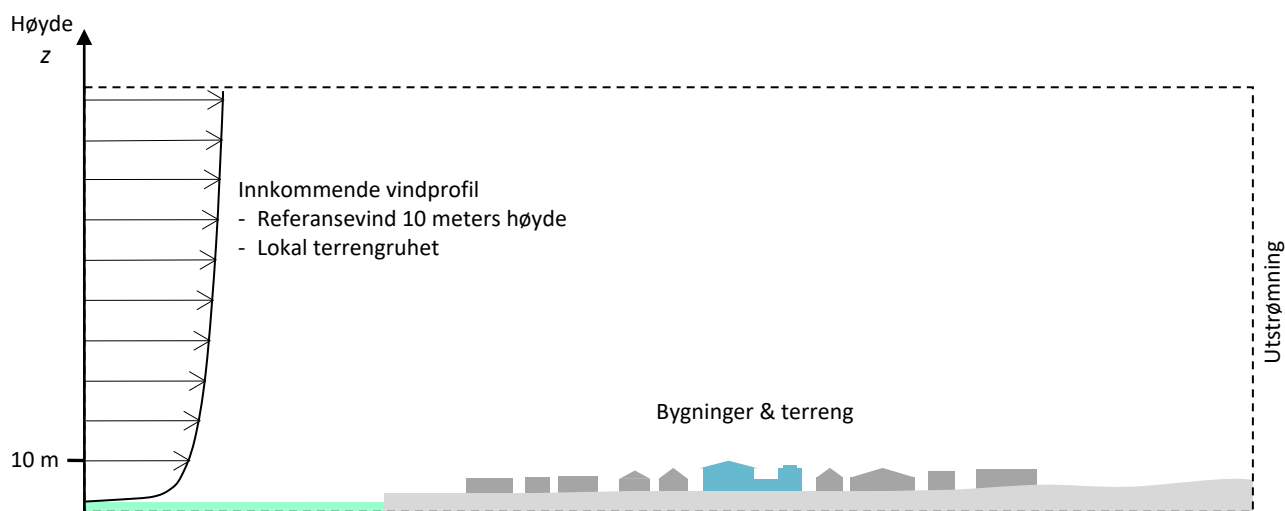 Høyde
z
Innkommende vindprofil
- Referansevind 10 meters høyde
- Lokal terrengruhet
Utstrømning
Bygninger & terreng
10 m